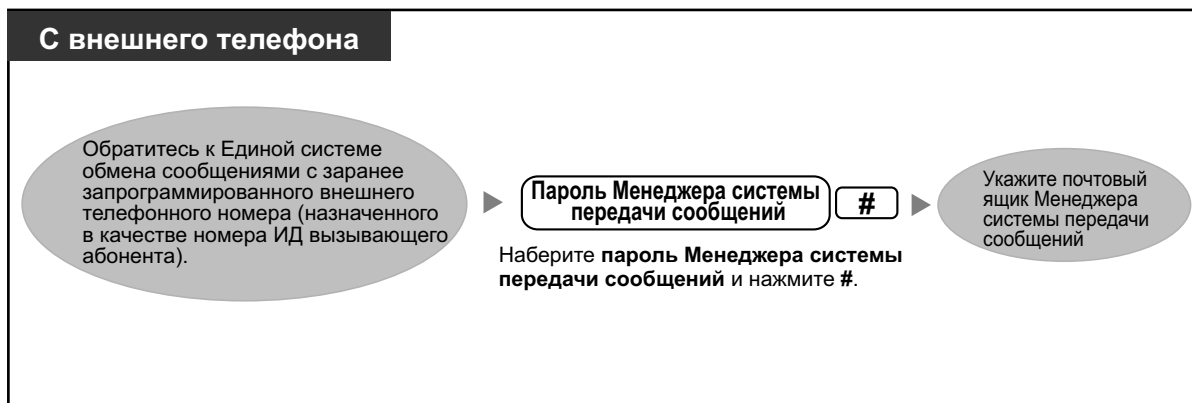 С внешнего телефона
Обратитесь к Единой системе
обмена сообщениями с заранее
запрограммированного внешнего
телефонного номера (назначенного
в качестве номера ИД вызывающего
абонента).
Пароль Менеджера системы
передачи сообщений
#
Наберите пароль Менеджера системы
передачи сообщений и нажмите #.
Укажите почтовый
ящик Менеджера
системы передачи
сообщений